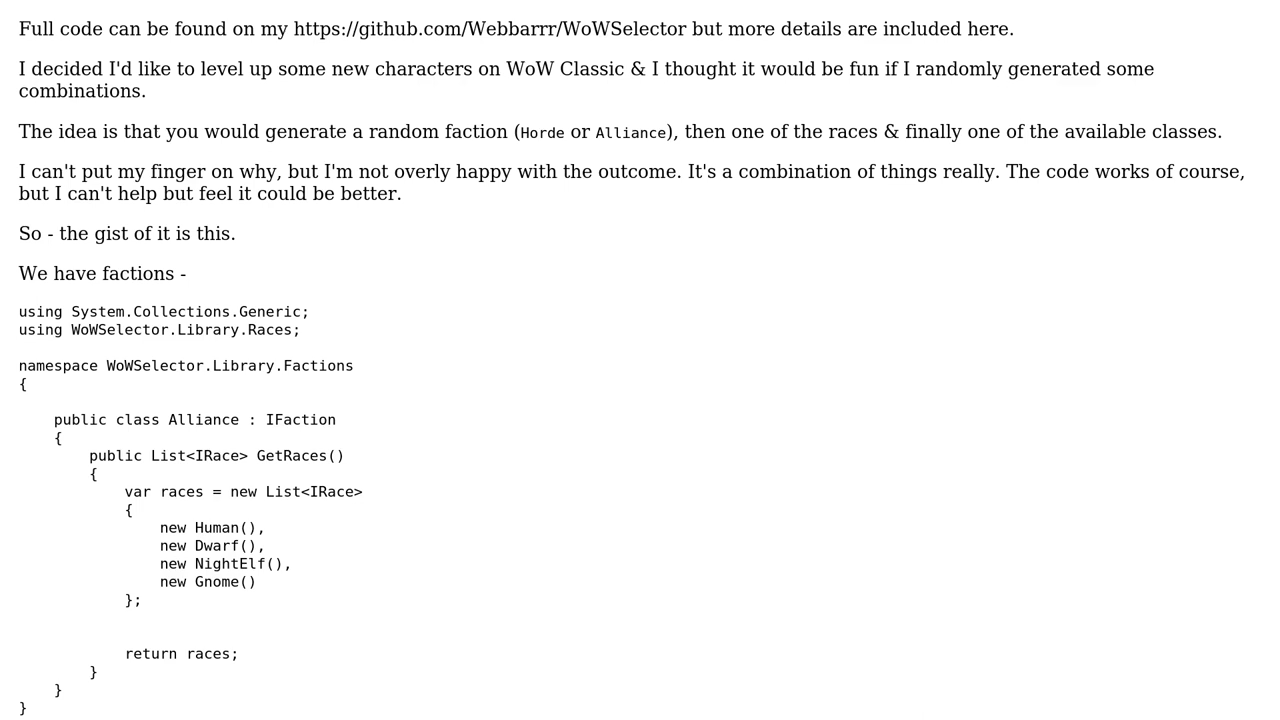 Full code can be found on my https://github.com/Webbarrr/WoWSelector but more details are included here.
I decided I'd like to level up some new characters on WoW Classic & I thought it would be fun if I randomly generated some
combinations.
The idea is that you would generate a random faction (Horde or Alliance), then one of the races & finally one of the available classes.
I can't put my finger on why, but I'm not overly happy with the outcome. It's a combination of things really. The code works of course,
but I can't help but feel it could be better.
So - the gist of it is this.
We have factions -
using System.Collections.Generic;
using WoWSelector.Library.Races;
namespace WoWSelector.Library.Factions
{
    public class Alliance : IFaction
    {
        public List<IRace> GetRaces()
        {
            var races = new List<IRace>
            {
                new Human(),
                new Dwarf(),
                new NightElf(),
                new Gnome()
            };
            return races;
        }
    }
}